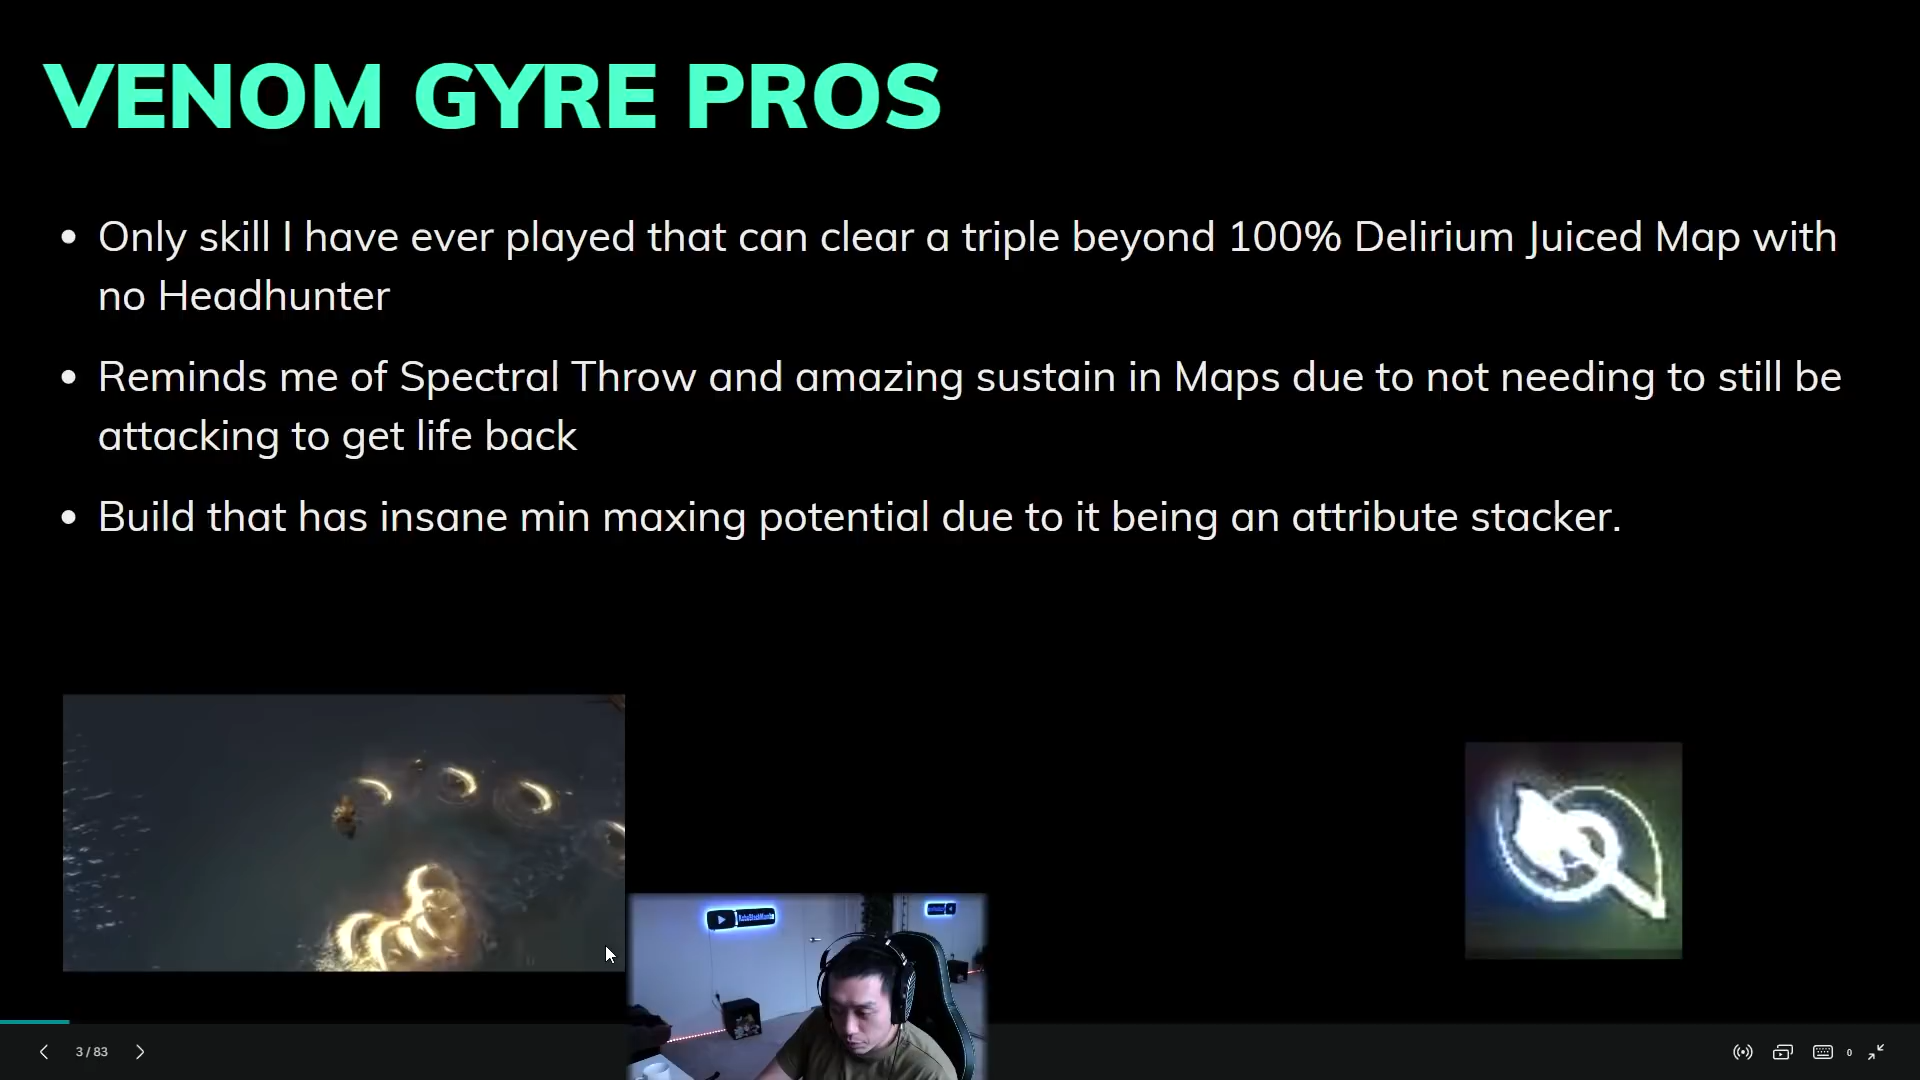 VENOM GYRE PROS
• Only skill I have ever played that can clear a triple beyond 100% Delirium Juiced Map with
no Headhunter
• Reminds me of Spectral Throw and amazing sustain in Maps due to not needing to still be
attacking to get life back
• Build that has insane min maxing potential due to it being an attribute stacker.
3 / 83
0